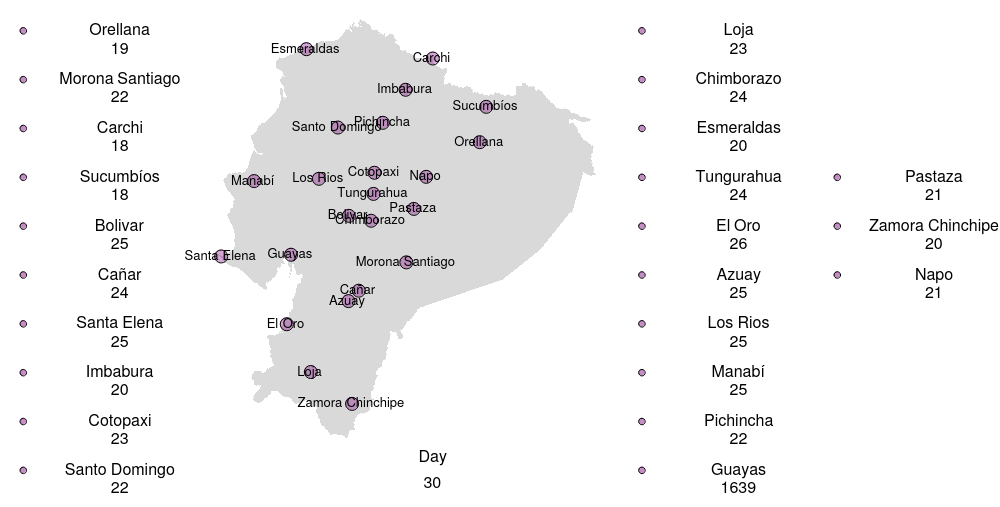 Orellana
19
Morona Santiago
22
Carchi
18
Sucumbíos
18
Bolivar
25
Cañar
24
Santa Elena
25
Imbabura
20
Cotopaxi
23
Santo Domingo
22
Esmeraldas
Carchi
Imbabura
Sucumbíos
Pichincha
Santo Domingo
Orellana
Cotopaxi
Napo
Los Rios
Manabí
Tungurahua
Pastaza
Bolivar
Chimborazo
Guayas
Santa Elena
Morona Santiago
Cañar
Azuay
El Oro
Loja
Zamora Chinchipe
Day
30
Loja
23
Chimborazo
24
Esmeraldas
20
Tungurahua
24
El Oro
26
Azuay
25
Los Rios
25
Manabí
25
Pichincha
22
Guayas
1639
Pastaza
21
Zamora Chinchipe
20
Napo
21